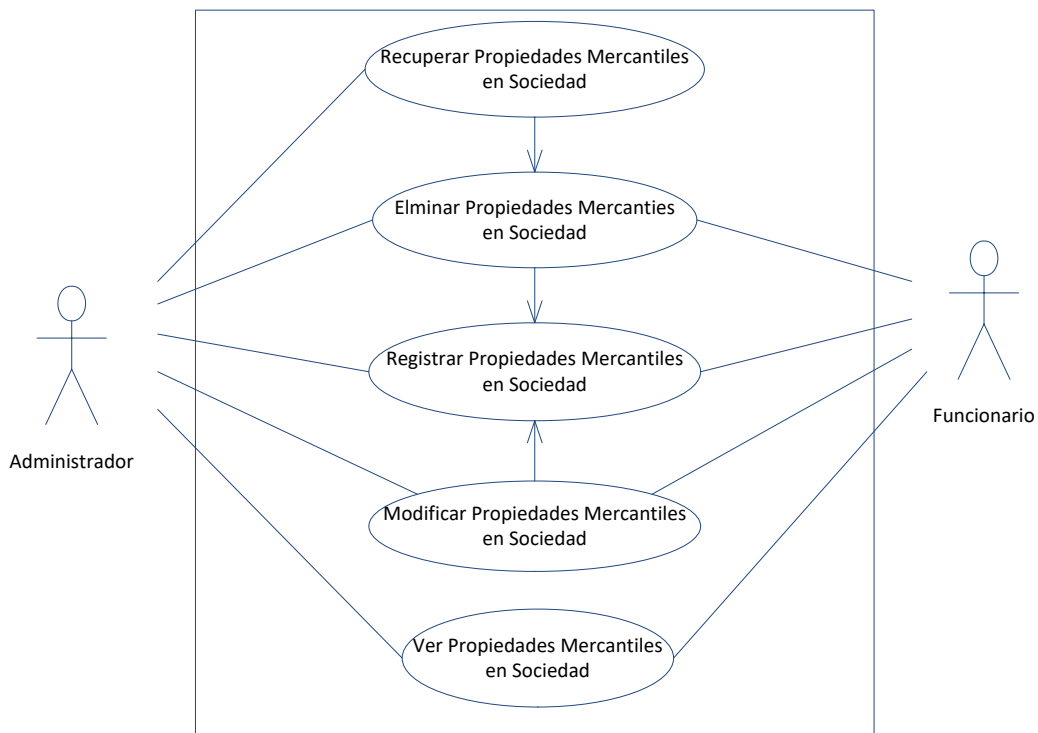 Recuperar Propiedades Mercantiles
en Sociedad
Elminar Propiedades Mercanties
en Sociedad
Registrar Propiedades Mercantiles
en Sociedad
Funcionario
Administrador
Modificar Propiedades Mercantiles
en Sociedad
Ver Propiedades Mercantiles
en Sociedad